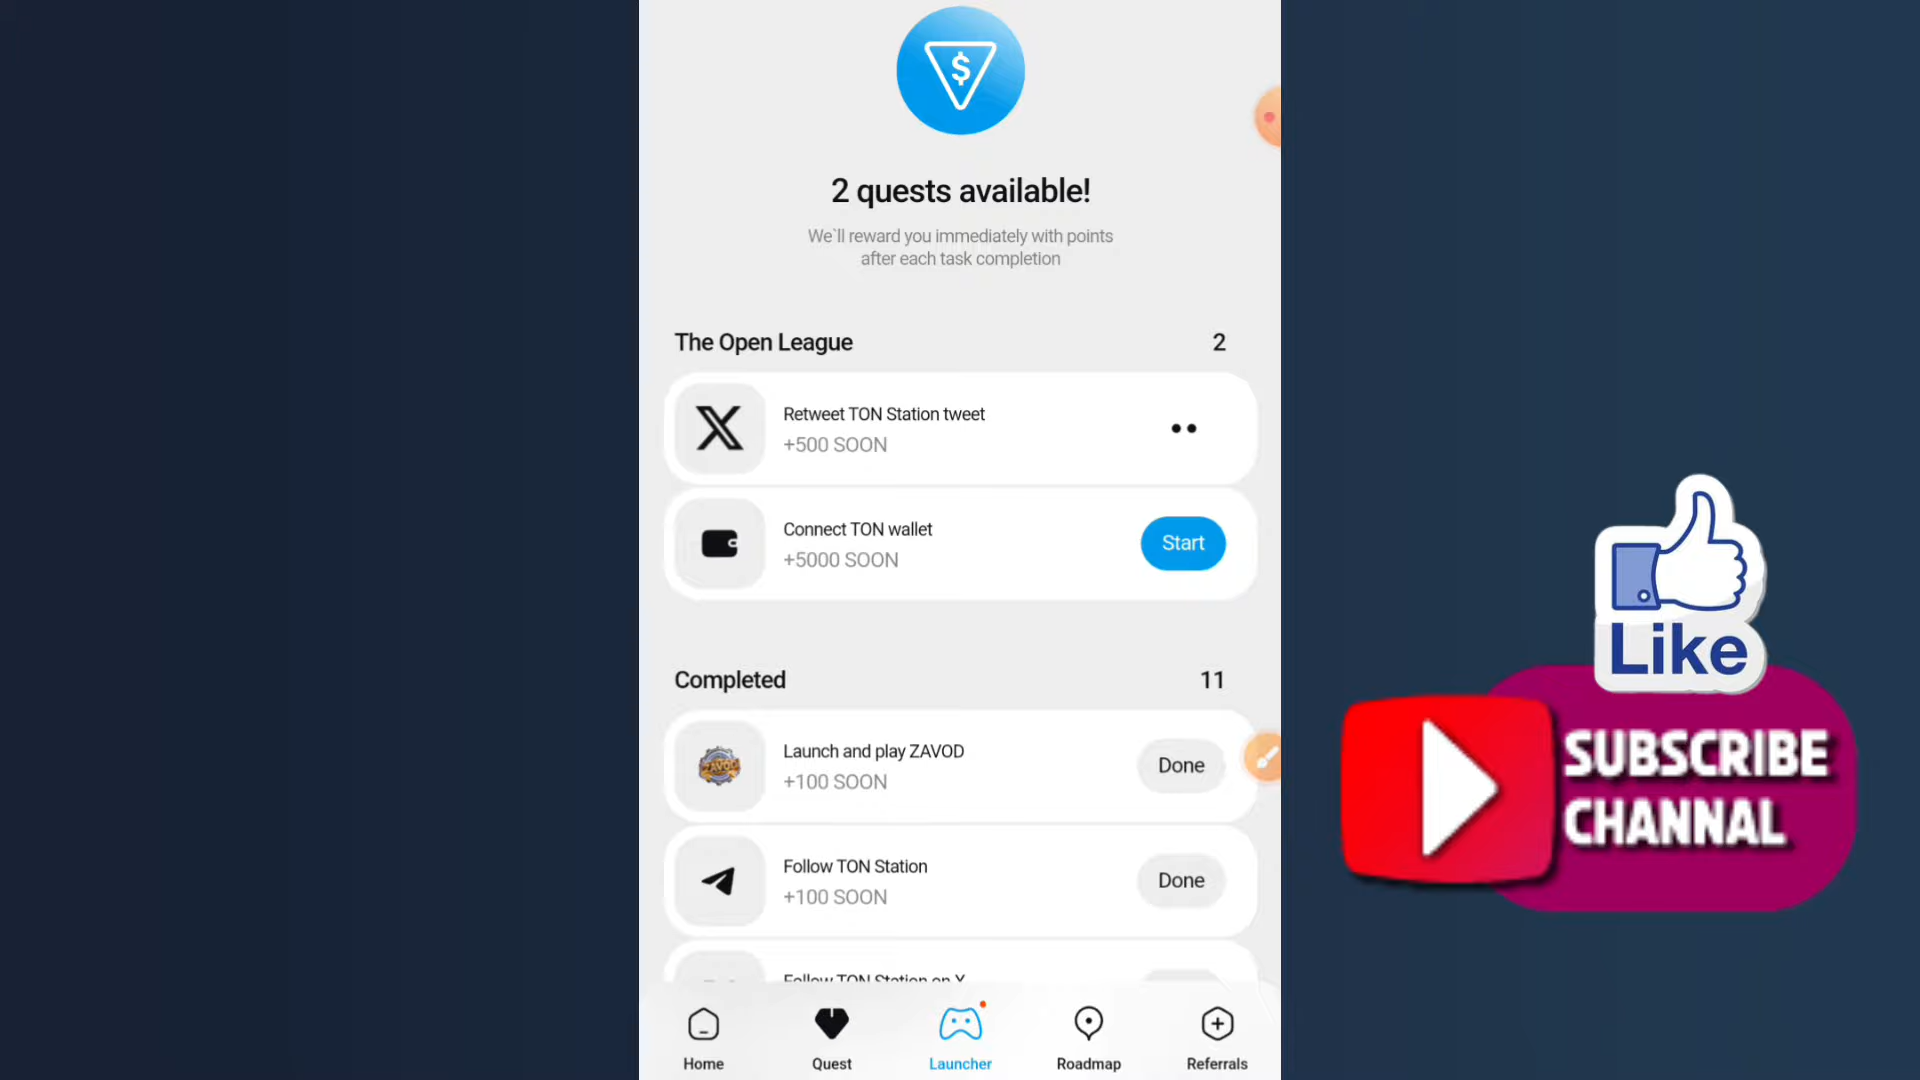 $
2 quests available!
We`ll reward you immediately with points
after each task completion
The Open League 2
Retweet TON Station tweet
+500 SOON
Connect TON wallet
+5000 SOON
Start
Completed 11
ZAVOD
Launch and play ZAVOD
+100 SOON
Done
Follow TON Station
+100 SOON
Done
Follow TON Station on X
Home
Quest
Launcher
Roadmap
Referrals
Like
SUBSCRIBE
CHANNAL